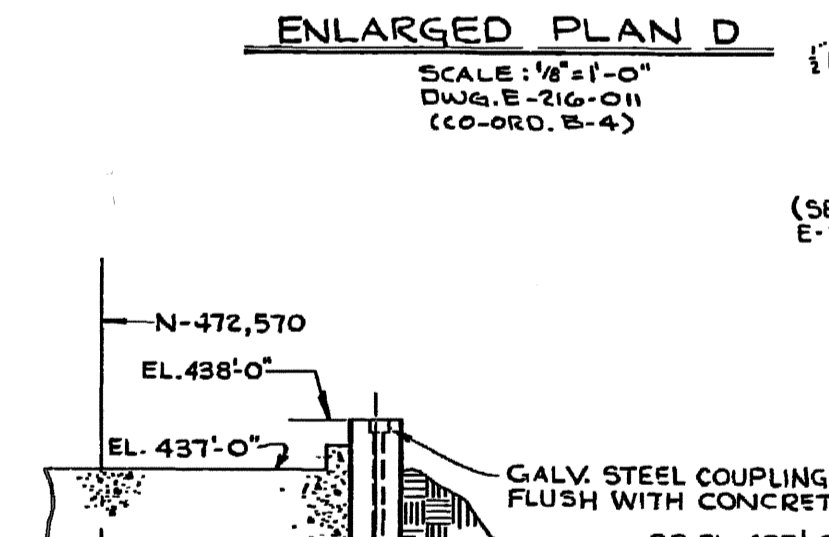 ENLARGED PLAN D
SCALE: 1/8"=1'-0"
DWG. E-216-011
(CO-ORD. B-4)
N-472,570
EL. 438'-0"
EL. 437'-0"
GALV. STEEL COUPLING
FLUSH WITH